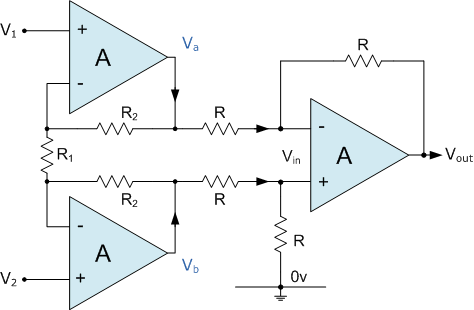 V1
+
A
-
Va
R
R2
R
-
R1
Vin
A
Vout
R2
R
+
-
A
Vb
R
V2
+
0v